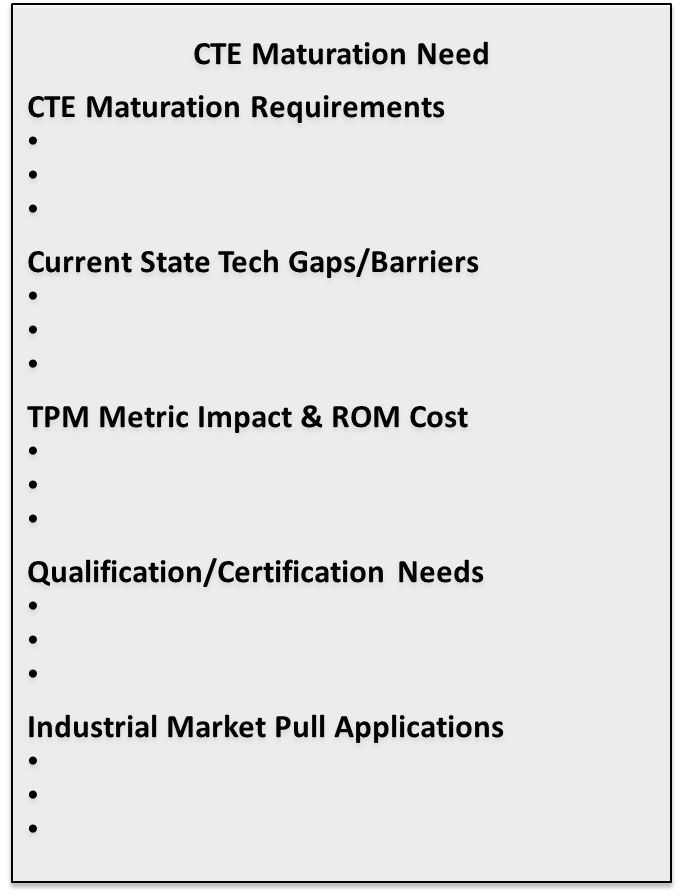 CTE Maturation Need
CTE Maturation Requirements
•
•
•
Current State Tech Gaps/Barriers
•
•
•
TPM Metric Impact & ROM Cost
•
•
•
Qualification/Certification Needs
•
•
•
Industrial Market Pull Applications
•
•
•